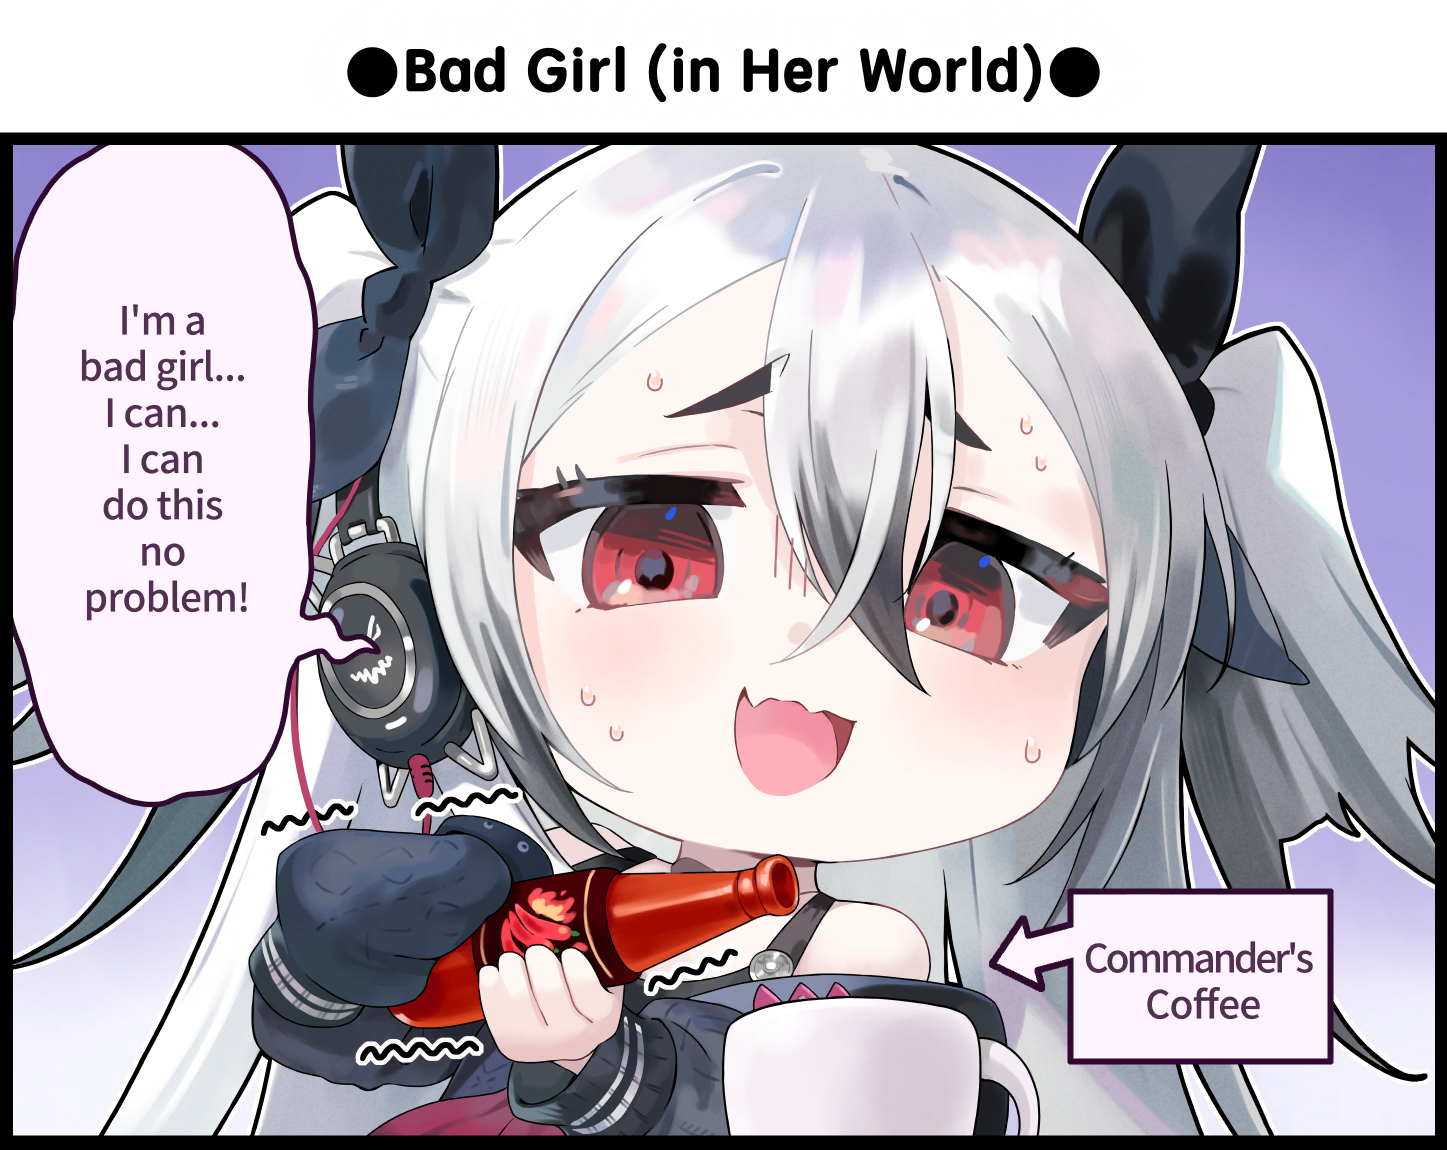 ●Bad Girl (in Her World)●
I'm a
bad girl...
I can...
I can
do this
no
problem!
Commander's
Coffee